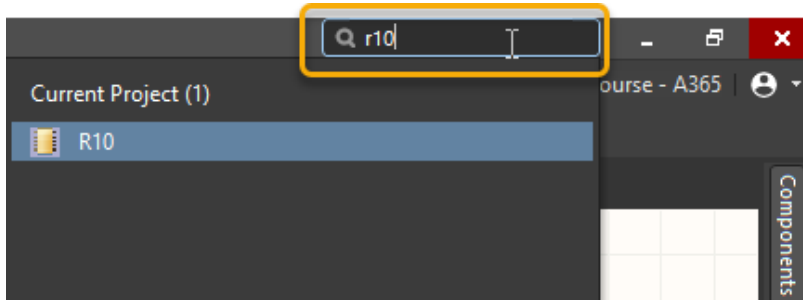 r10
Current Project (1)
ourse - A365
R10
Components